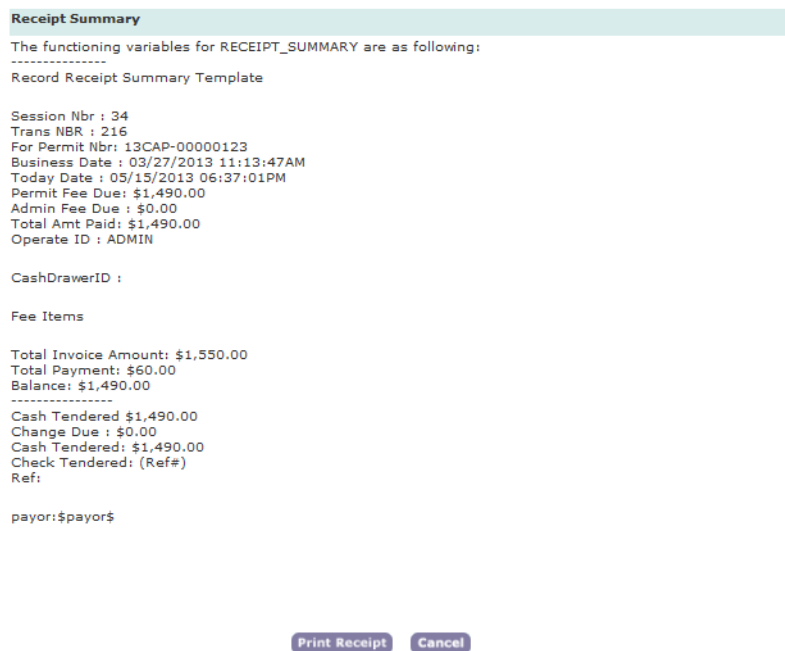 Receipt Summary
The functioning variables for RECEIPT_SUMMARY are as following:
---------------
Record Receipt Summary Template
Session Nbr : 34
Trans NBR : 216
For Permit Nbr: 13CAP-00000123
Business Date : 03/27/2013 11:13:47AM
Today Date : 05/15/2013 06:37:01PM
Permit Fee Due: $1,490.00
Admin Fee Due : $0.00
Total Amt Paid: $1,490.00
Operate ID : ADMIN
CashDrawerID :
Fee Items
Total Invoice Amount: $1,550.00
Total Payment: $60.00
Balance: $1,490.00
----------------
Cash Tendered $1,490.00
Change Due : $0.00
Cash Tendered: $1,490.00
Check Tendered: (Ref#)
Ref:
payor:$payor$
Print Receipt Cancel